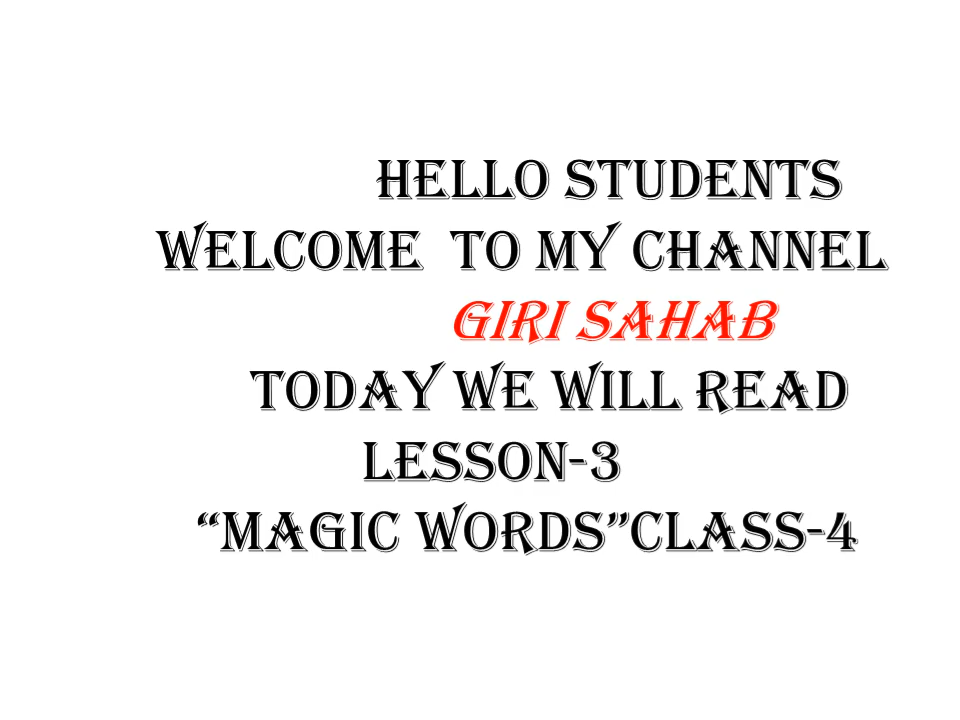 HELLO STUDENTS
WELCOME TO MY CHANNEL
GIRI SAHAB
TODAY WE WILL READ
LESSON-3
“MAGIC WORDS”CLASS-4